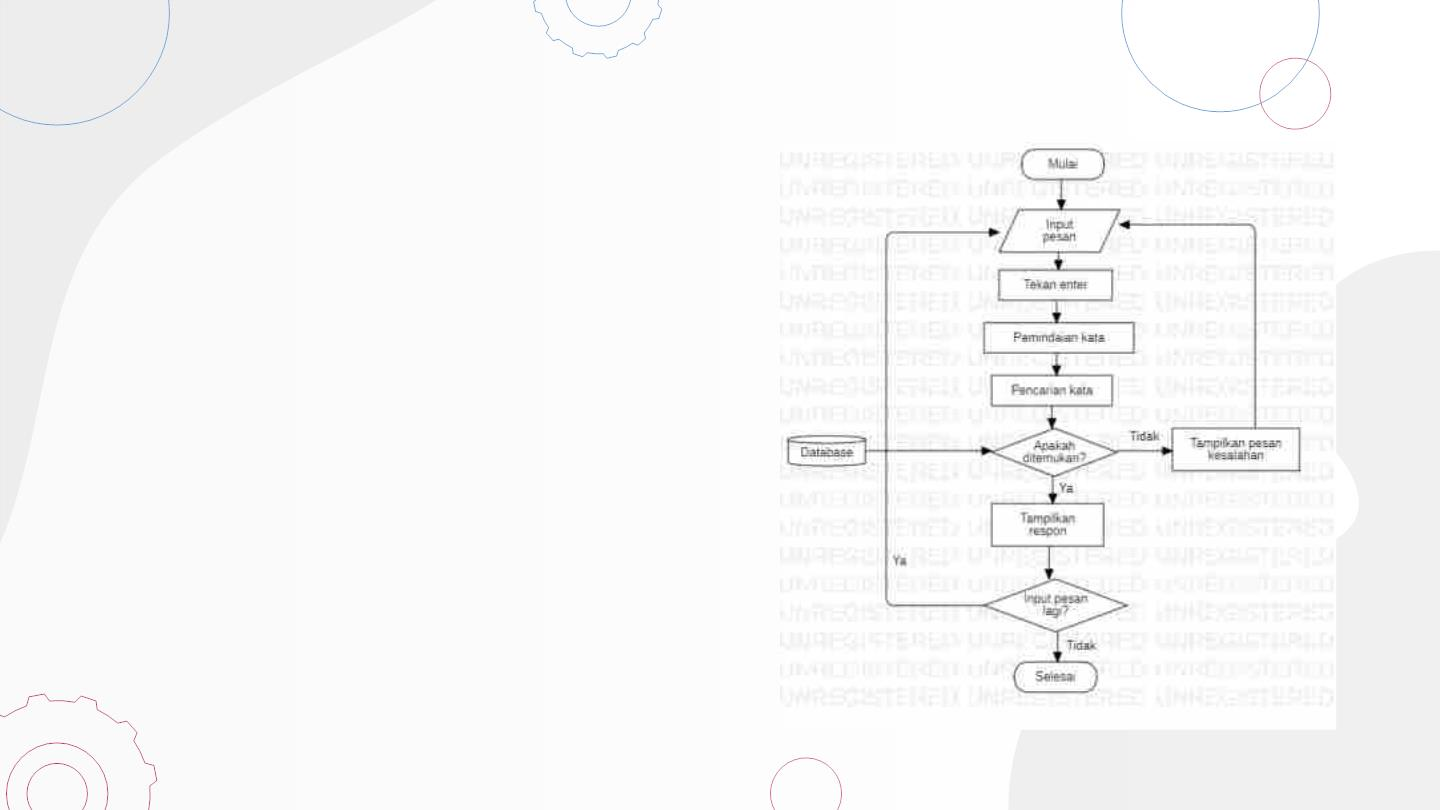 Mulai
Input
pesan
Tekan enter
Pemindaian kata
Pencarian kata
Database
Apakah
ditemukan?
Tidak
Tampilkan pesan
kesalahan
Ya
Tampilkan
respon
Ya
Input pesan
lagi?
Tidak
Selesai
UNREGISTERED